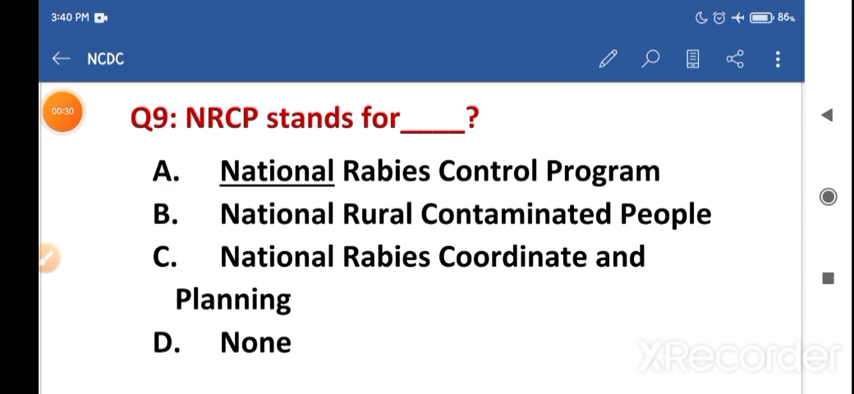 3:40 PM
86%
NCDC
00:30
Q9: NRCP stands for____?
A. National Rabies Control Program
B. National Rural Contaminated People
C. National Rabies Coordinate and
Planning
D. None
XRecorder